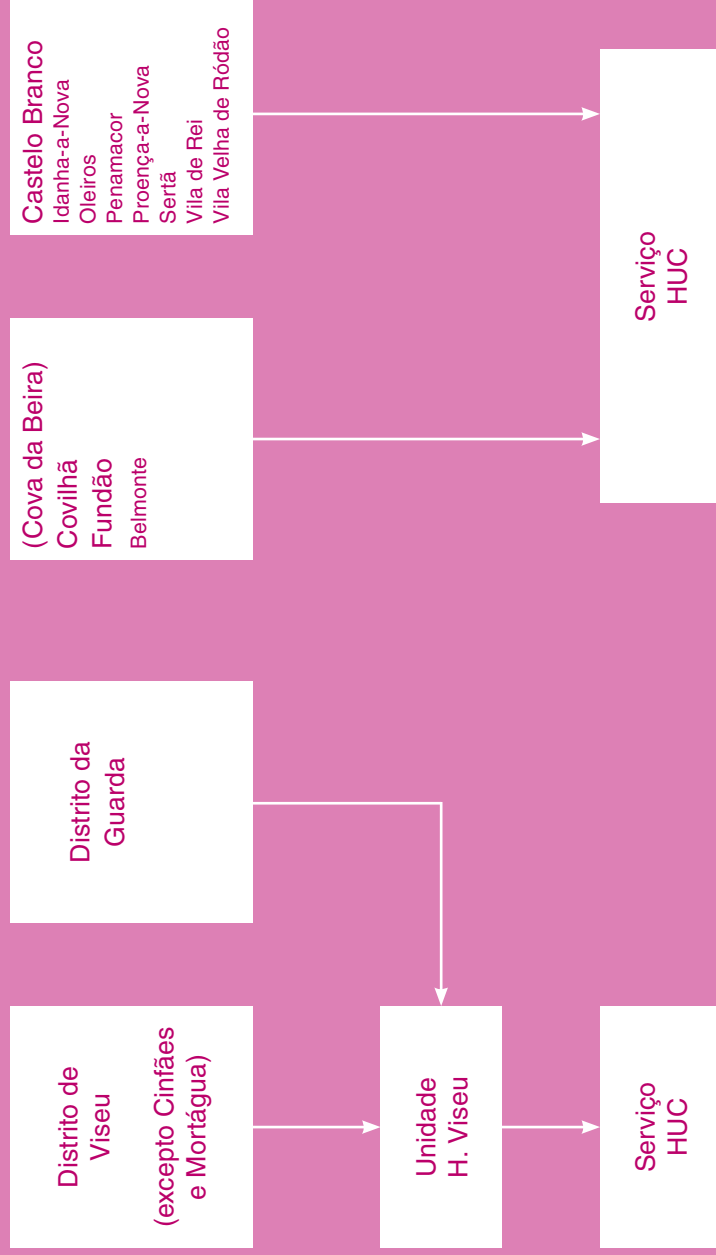 Distrito de
Viseu
(excepto Cinfães
e Mortágua)
Distrito da
Guarda
(Cova da Beira)
Covilhã
Fundão
Belmonte
Castelo Branco
Idanha-a-Nova
Oleiros
Penamacor
Proença-a-Nova
Sertã
Vila de Rei
Vila Velha de Ródão
Unidade
H. Viseu
Serviço
HUC
Serviço
HUC